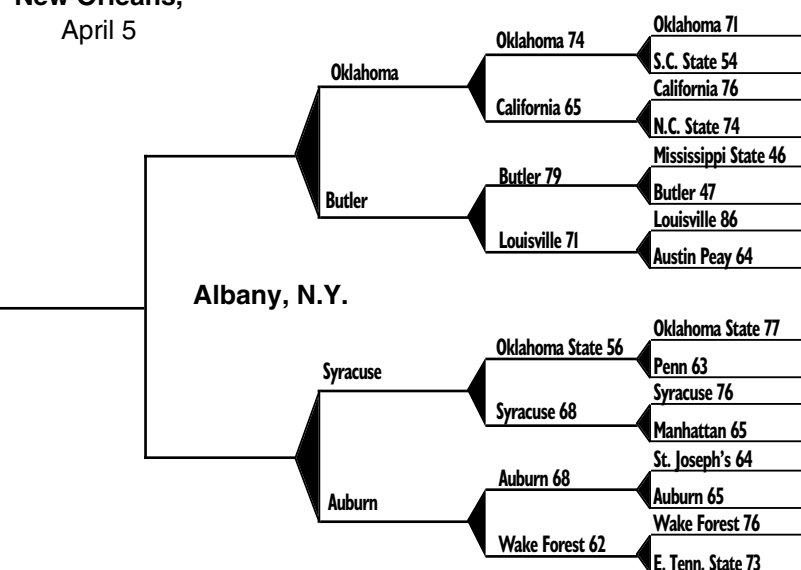 New Orleans,
April 5
Oklahoma 71
S.C. State 54
California 76
N.C. State 74
Mississippi State 46
Butler 47
Louisville 86
Austin Peay 64
Oklahoma 74
California 65
Butler 79
Louisville 71
Oklahoma
Butler
Albany, N.Y.
Oklahoma State 77
Penn 63
Syracuse 76
Manhattan 65
St. Joseph's 64
Auburn 65
Wake Forest 76
E. Tenn. State 73
Oklahoma State 56
Syracuse 68
Auburn 68
Wake Forest 62
Syracuse
Auburn